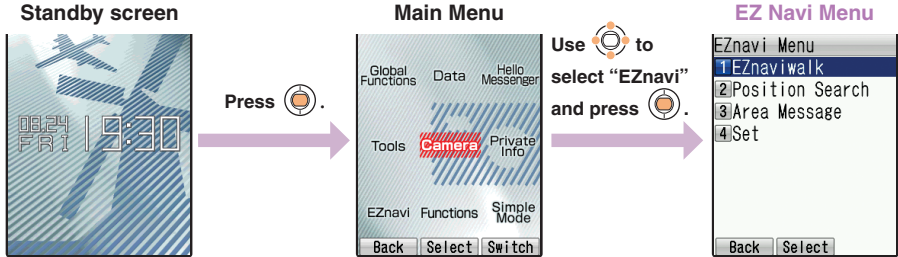 Standby screen
08.24
FRI
19:30
Press .
Main Menu
Global
Functions
Data
Hello
Messenger
Tools
Camera
Private
Info
EZnavi
Functions
Simple
Mode
Back Select Switch
Use to
select “EZnavi”
and press .
EZ Navi Menu
EZnavi Menu
1 EZnaviwalk
2 Position Search
3 Area Message
4 Set
Back Select